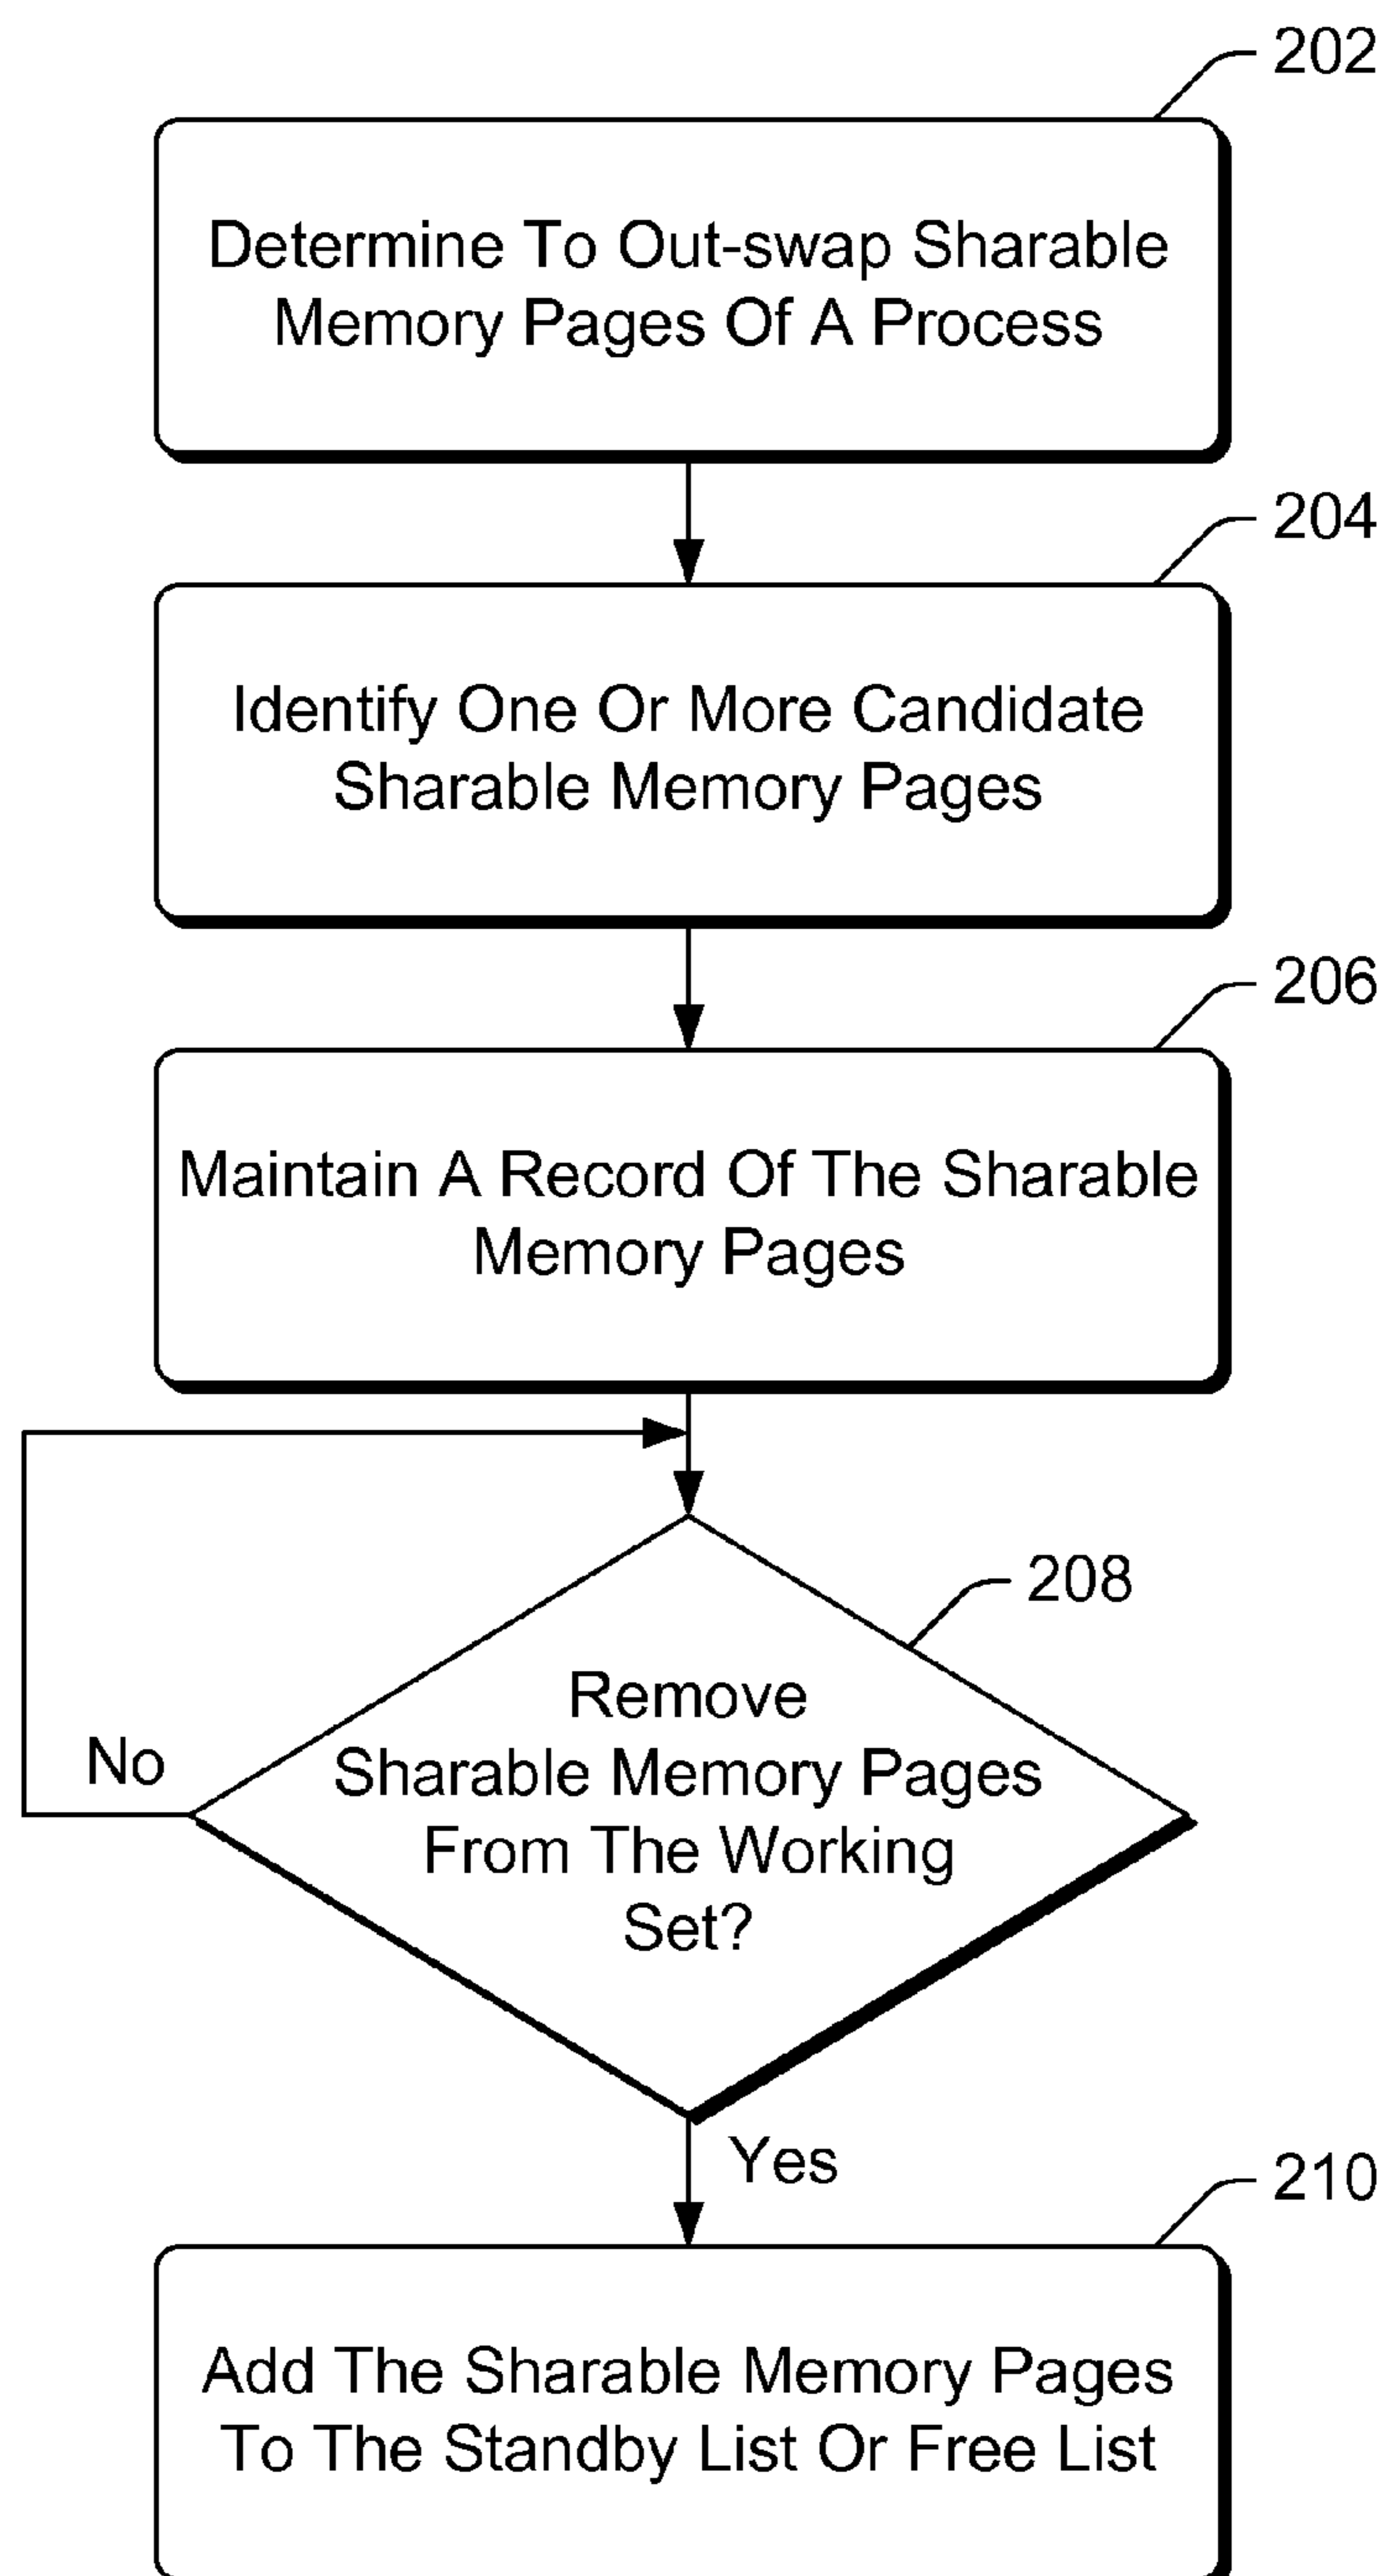 202
Determine To Out-swap Sharable
Memory Pages Of A Process
204
Identify One Or More Candidate
Sharable Memory Pages
206
Maintain A Record Of The Sharable
Memory Pages
208
Remove
Sharable Memory Pages
From The Working
Set?
No
Yes
210
Add The Sharable Memory Pages
To The Standby List Or Free List